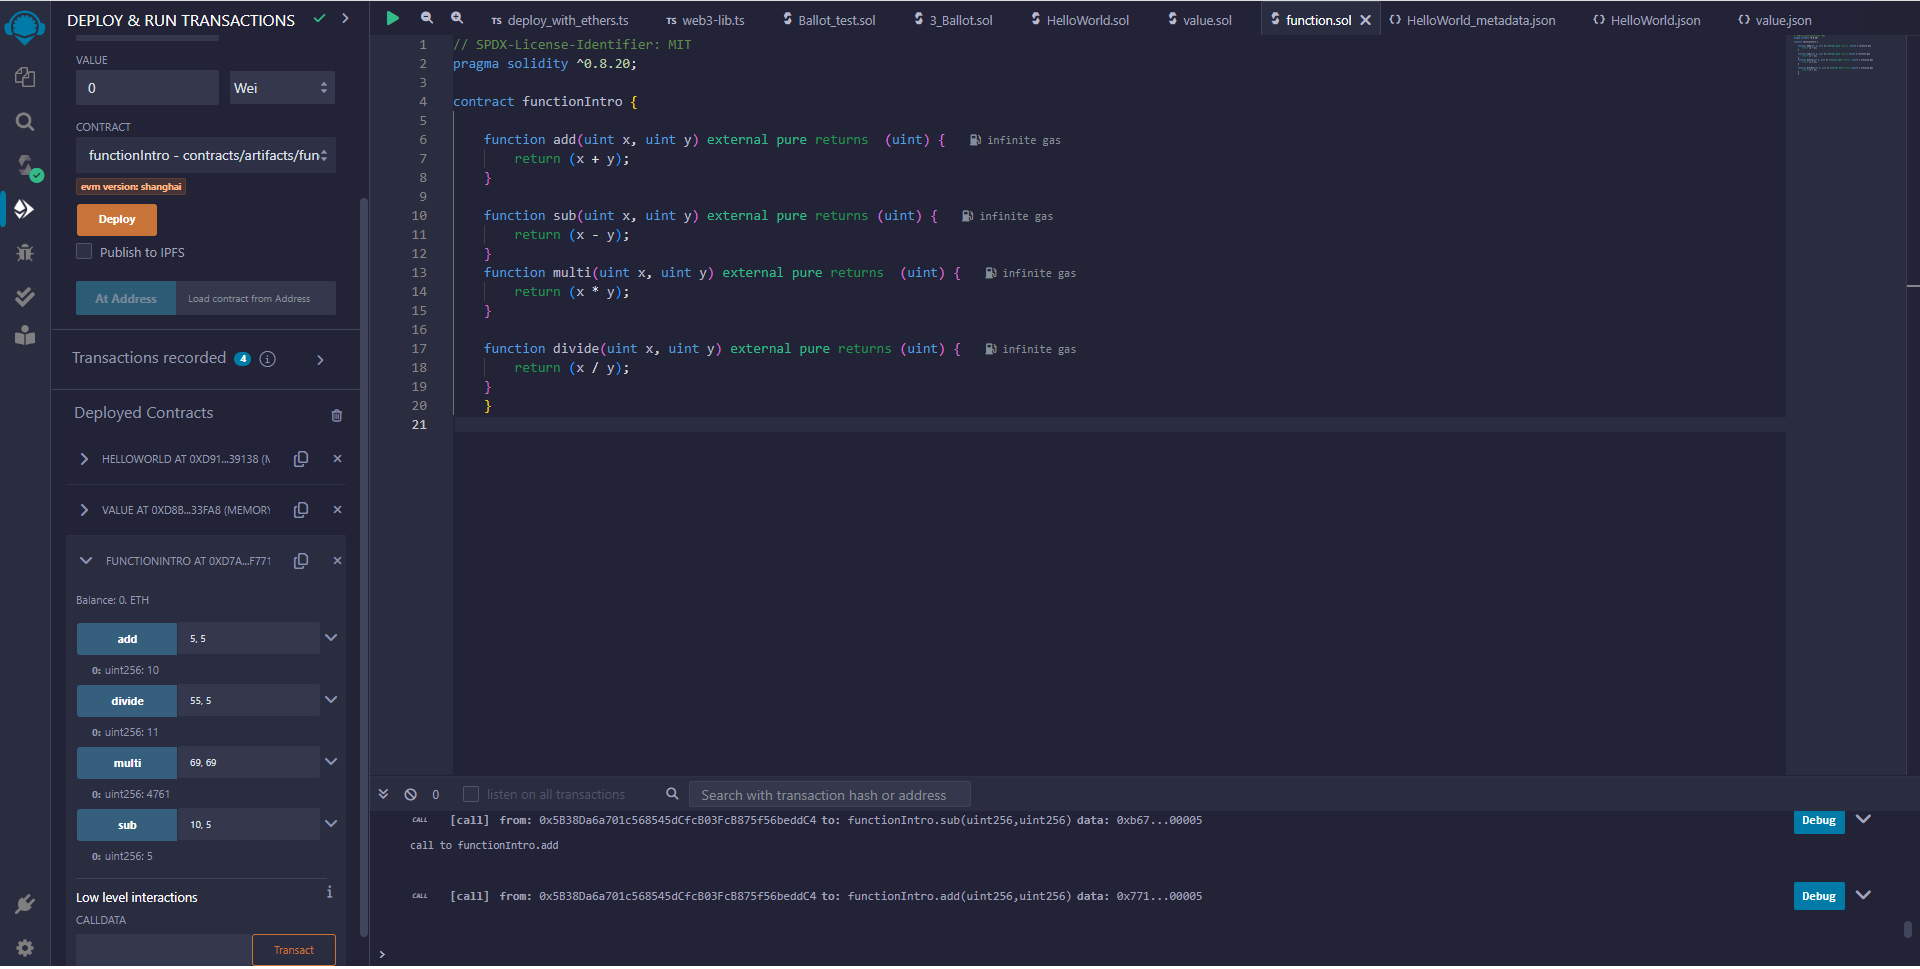 DEPLOY & RUN TRANSACTIONS
VALUE
0
Wei
CONTRACT
functionIntro - contracts/artifacts/fun
evm version: shanghai
Deploy
Publish to IPFS
At Address
Load contract from Address
Transactions recorded 4 i
Deployed Contracts
HELLOWORLD AT 0XD91...39138 (M
VALUE AT 0XD8B...33FA8 (MEMORY
FUNCTIONINTRO AT 0XD7A...F771
Balance: 0. ETH
add
5, 5
0: uint256: 10
divide
55, 5
0: uint256: 11
multi
69, 69
0: uint256: 4761
sub
10, 5
0: uint256: 5
Low level interactions
i
CALLDATA
Transact
TS deploy_with_ethers.ts
TS web3-lib.ts
Ballot_test.sol
3_Ballot.sol
HelloWorld.sol
value.sol
function.sol
{} HelloWorld_metadata.json
{} HelloWorld.json
{} value.json
1 // SPDX-License-Identifier: MIT
2 pragma solidity ^0.8.20;
3
4 contract functionIntro {
5
6 function add(uint x, uint y) external pure returns  (uint) { infinite gas
7 return (x + y);
8 }
9
10 function sub(uint x, uint y) external pure returns (uint) { infinite gas
11 return (x - y);
12 }
13 function multi(uint x, uint y) external pure returns  (uint) { infinite gas
14 return (x * y);
15 }
16
17 function divide(uint x, uint y) external pure returns (uint) { infinite gas
18 return (x / y);
19 }
20 }
21
0
listen on all transactions
Search with transaction hash or address
CALL [call] from: 0x5B38Da6a701c568545dCfcB03FcB875f56beddC4 to: functionIntro.sub(uint256,uint256) data: 0xb67...00005
Debug
call to functionIntro.add
CALL [call] from: 0x5B38Da6a701c568545dCfcB03FcB875f56beddC4 to: functionIntro.add(uint256,uint256) data: 0x771...00005
Debug
>